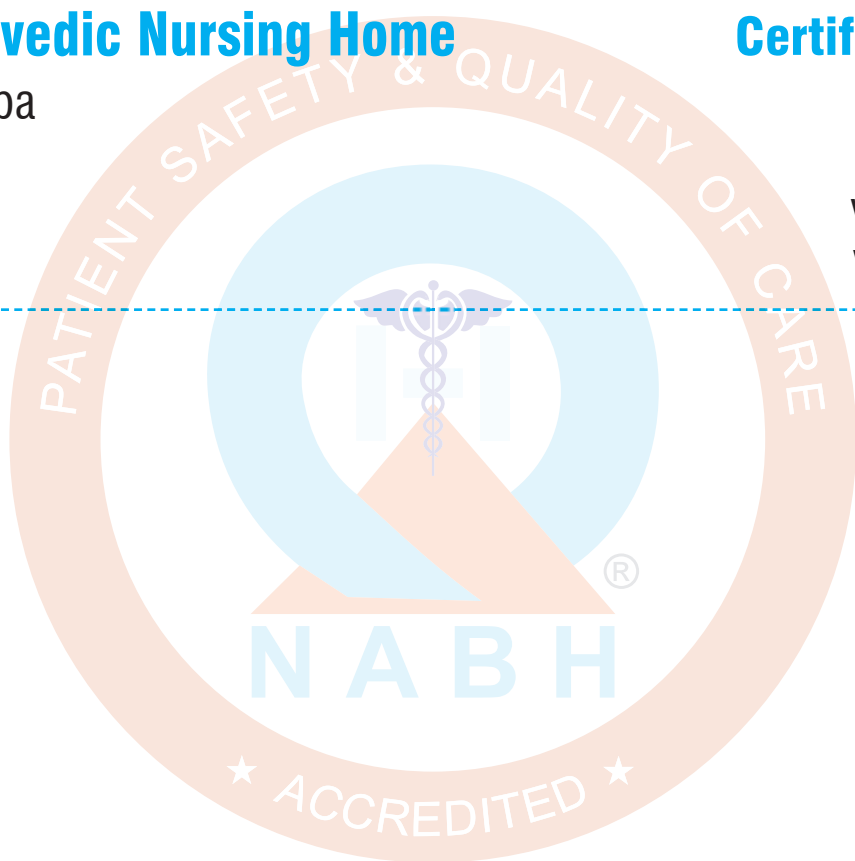 vedic Nursing Home Certif
PATIENT SAFETY & QUALITY OF CARE
pa
H
®
NABH
★ ACCREDITED ★